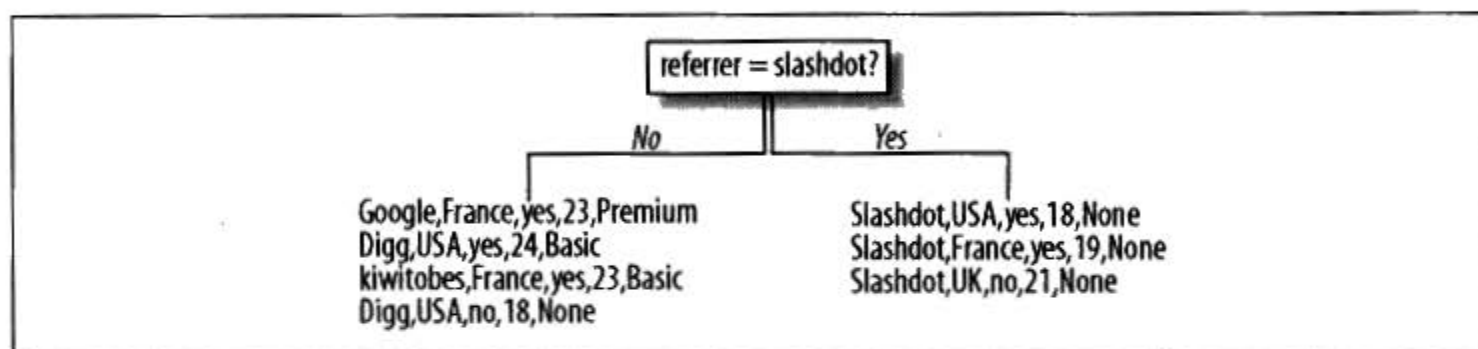 referrer = slashdot?
No
Yes
Google,France,yes,23,Premium
Digg,USA,yes,24,Basic
kiwitobes,France,yes,23,Basic
Digg,USA,no,18,None
Slashdot,USA,yes,18,None
Slashdot,France,yes,19,None
Slashdot,UK,no,21,None